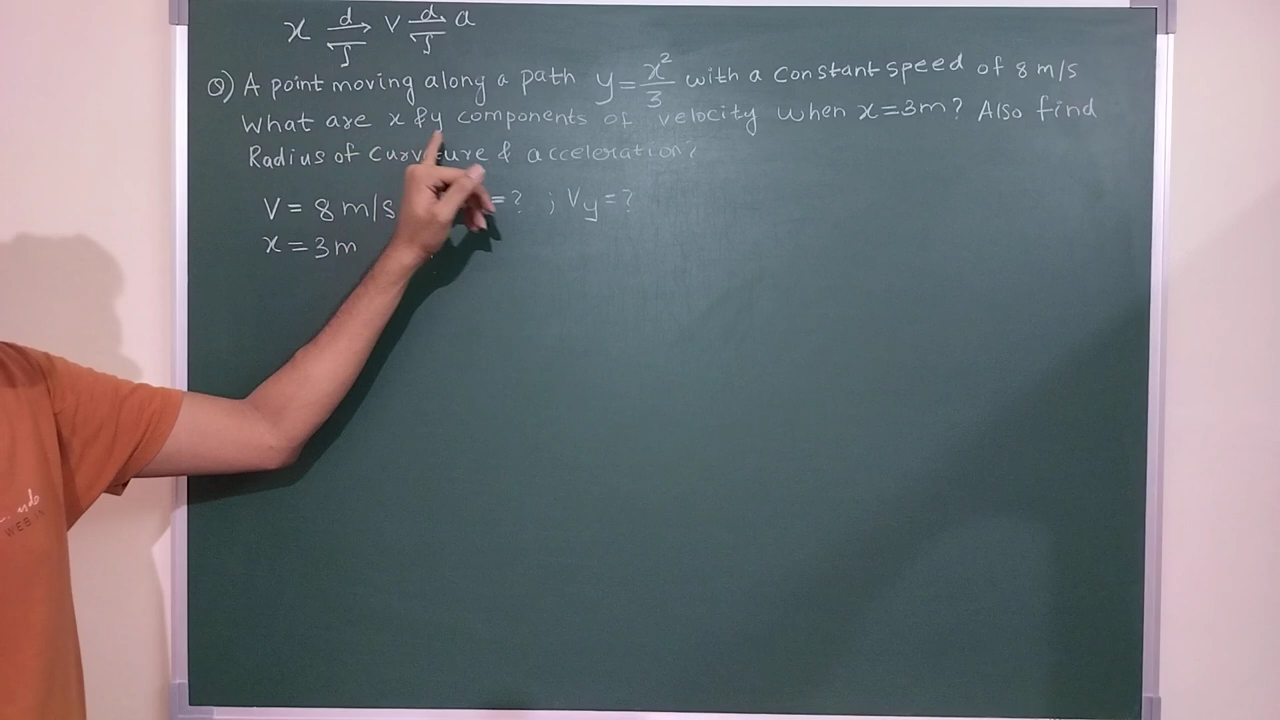 x d/∫ v d/∫ a
Q) A point moving along a path y = x²/3 with a constant speed of 8 m/s
What are x & y components of velocity when x = 3m? Also find
Radius of Curvature & acceleration?
V = 8 m/s = ? ; Vy = ?
x = 3m
WEB